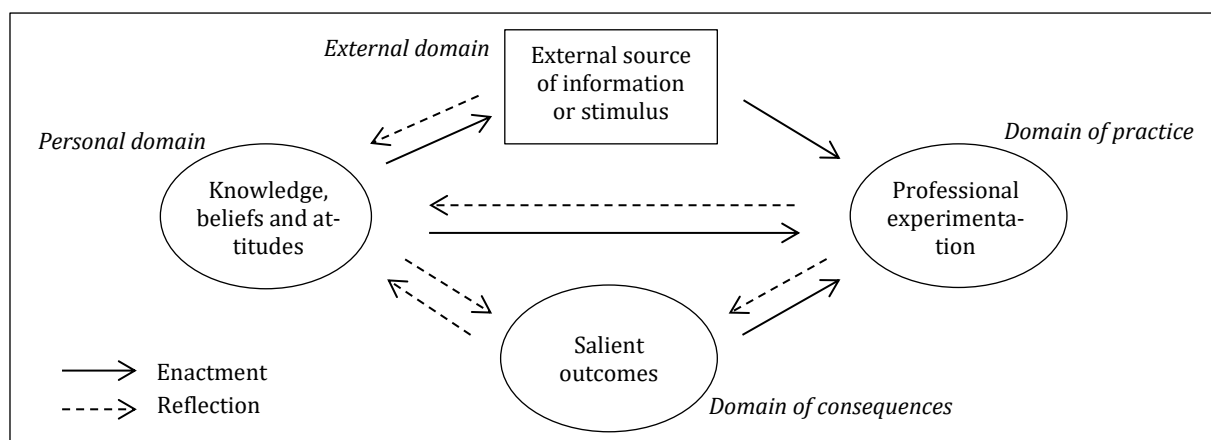 External domain
External source
of information
or stimulus
Personal domain
Domain of practice
Knowledge,
beliefs and at-
titudes
Professional
experimenta-
tion
Salient
outcomes
Enactment
Reflection
Domain of consequences